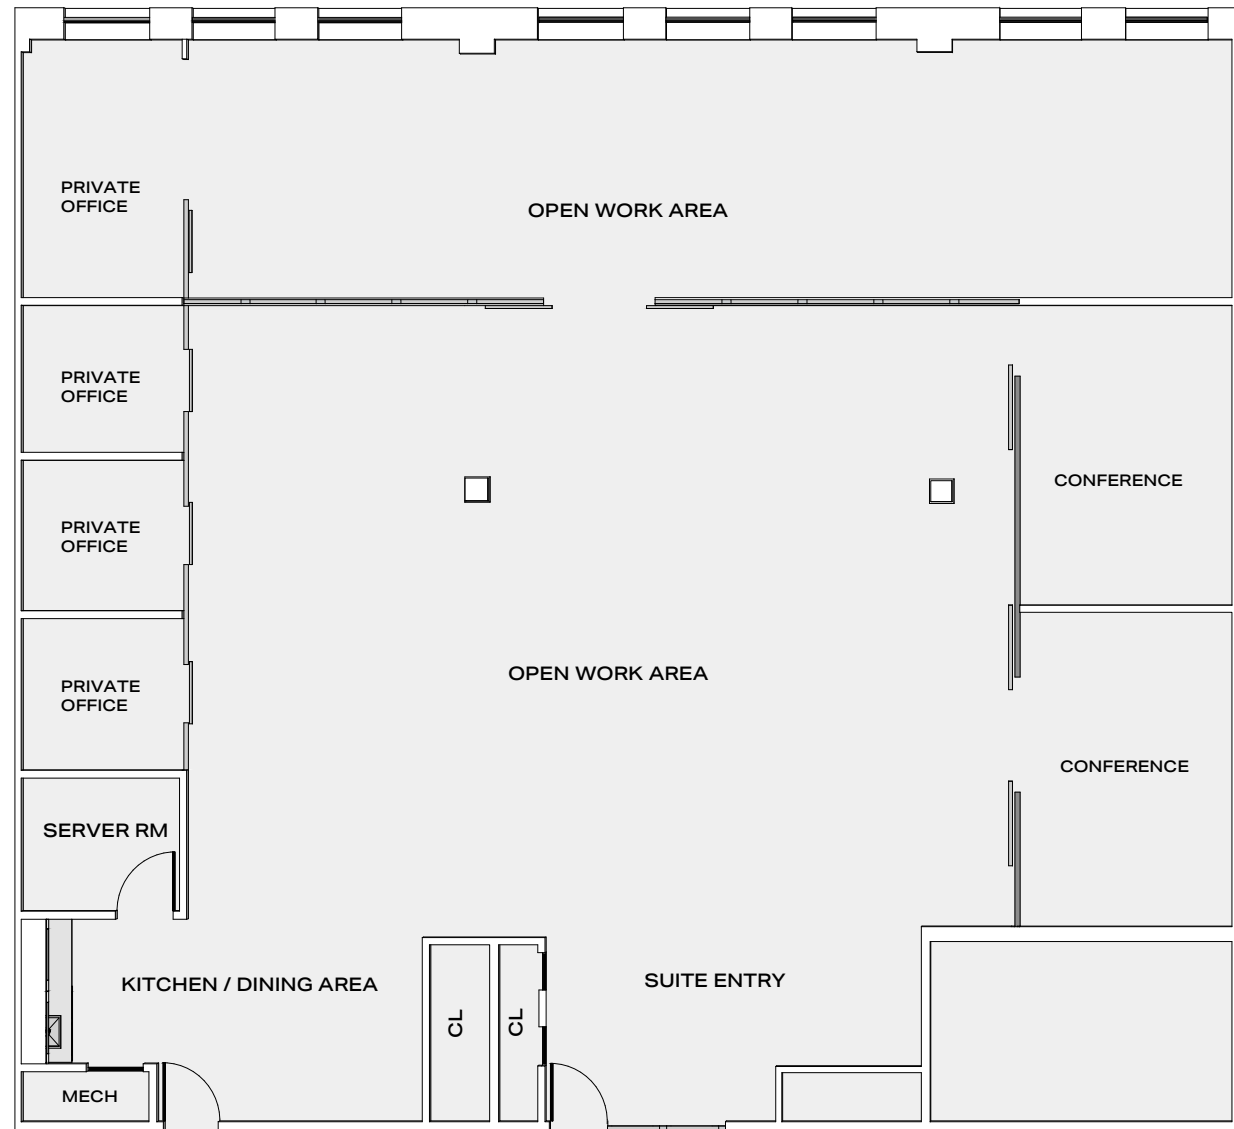 PRIVATE
OFFICE
OPEN WORK AREA
PRIVATE
OFFICE
CONFERENCE
PRIVATE
OFFICE
OPEN WORK AREA
PRIVATE
OFFICE
CONFERENCE
SERVER RM
KITCHEN / DINING AREA
CL
CL
SUITE ENTRY
MECH